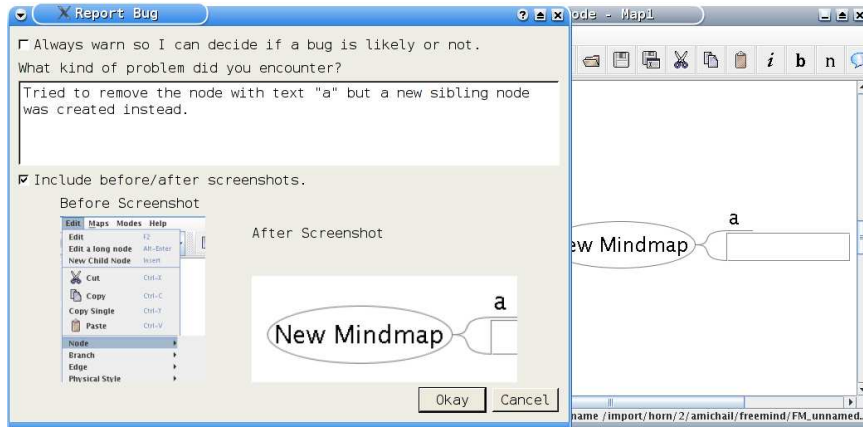 Report Bug
ode - Map1
Always warn so I can decide if a bug is likely or not.
What kind of problem did you encounter?
Tried to remove the node with text "a" but a new sibling node
was created instead.
Include before/after screenshots.
Before Screenshot
Edit Maps Modes Help
Edit F2
Edit a long node Alt-Enter
New Child Node Insert
Cut Ctrl-X
Copy Ctrl-C
Copy Single Ctrl-Y
Paste Ctrl-V
Node
Branch
Edge
Physical Style
After Screenshot
a
New Mindmap
Okay Cancel
i b n
a
ew Mindmap
name /import/horn/2/amichail/freemind/FM_unnamed..